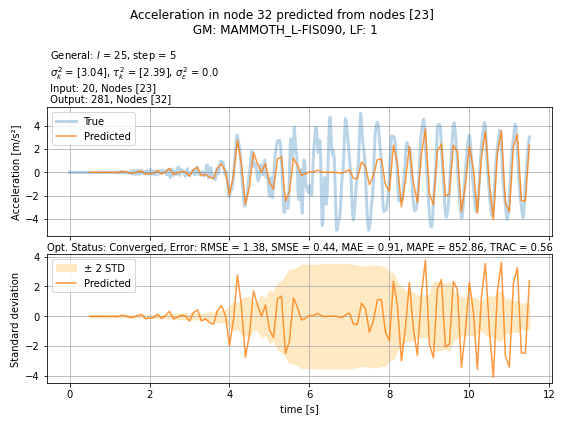 Acceleration in node 32 predicted from nodes [23]
GM: MAMMOTH_L-FIS090, LF: 1
General: l = 25, step = 5
σ²ₖ = [3.04], τ²ₖ = [2.39], σ²ε = 0.0
Input: 20, Nodes [23]
Output: 281, Nodes [32]
True
Predicted
Acceleration [m/s²]
4
2
0
−2
−4
Opt. Status: Converged, Error: RMSE = 1.38, SMSE = 0.44, MAE = 0.91, MAPE = 852.86, TRAC = 0.56
± 2 STD
Predicted
Standard deviation
4
2
0
−2
−4
0 2 4 6 8 10 12
time [s]